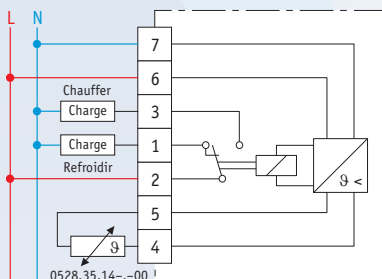 L N
7
6
Chauffer
Charge 3
Charge 1
Refroidir
2
5
ϑ 4
ϑ <
0528.35.14-.-00